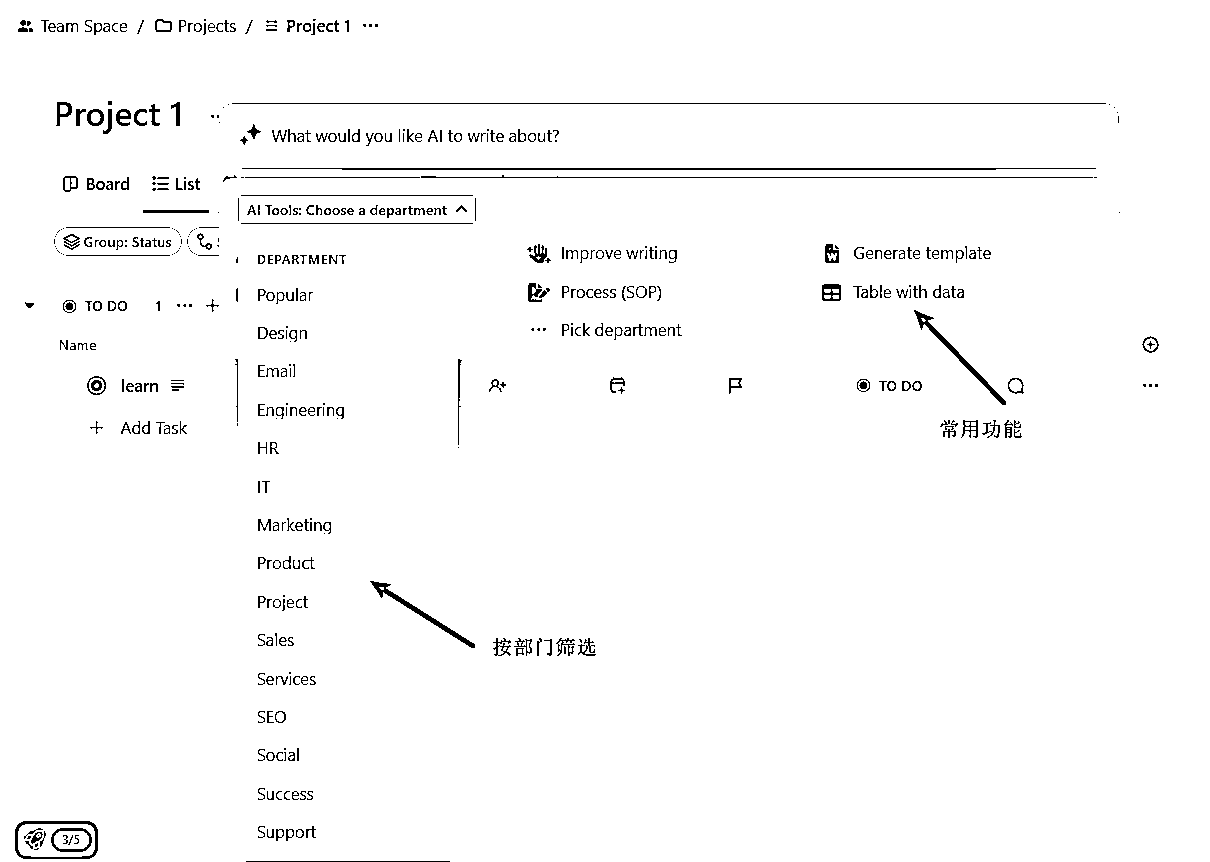 Team Space / Projects / Project 1 ···
Project 1
What would you like AI to write about?
Board List
AI Tools: Choose a department
Group: Status
DEPARTMENT
Improve writing
Generate template
Popular
Process (SOP)
Table with data
TO DO 1 ··· +
Design
··· Pick department
Name
Email
learn
TO DO
+ Add Task
Engineering
常用功能
HR
IT
Marketing
Product
Project
Sales
按部门筛选
Services
SEO
Social
Success
Support
3/5